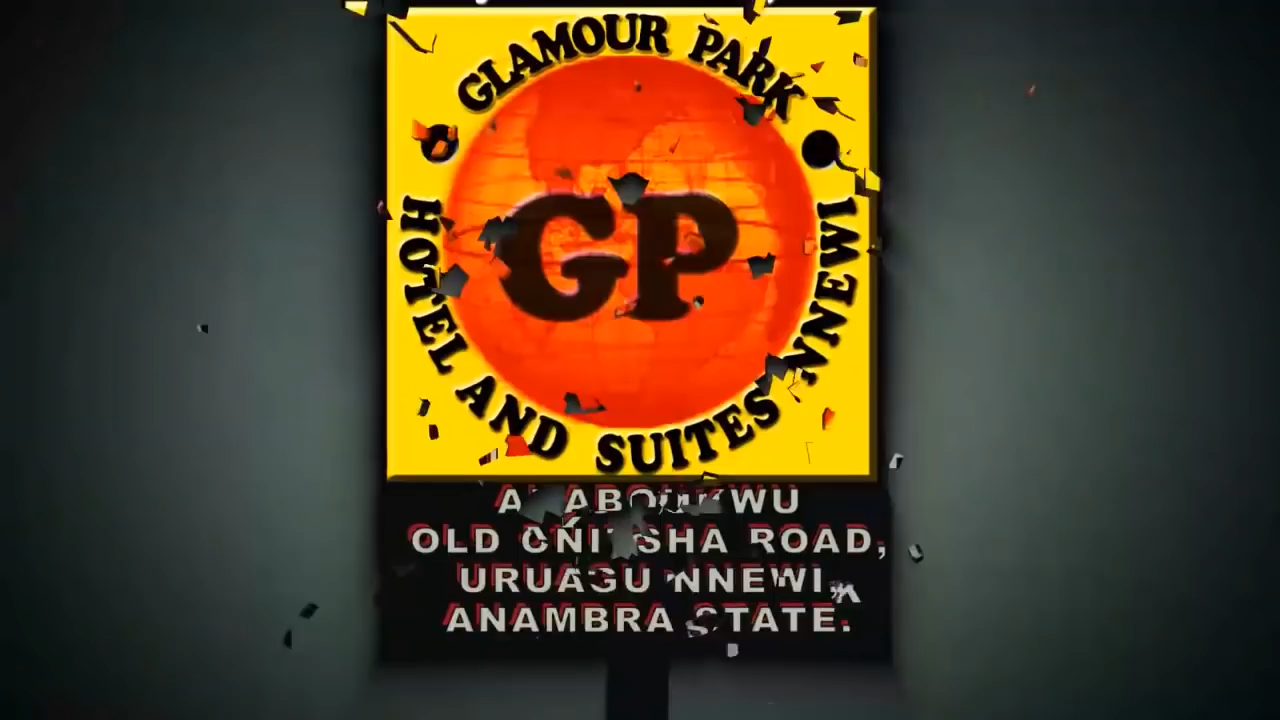 GLAMOUR PARK
HOTEL AND SUITES NNEWI
GP
OLD ONITSHA ROAD,
URUAGU NNEWI,
ANAMBRA STATE.